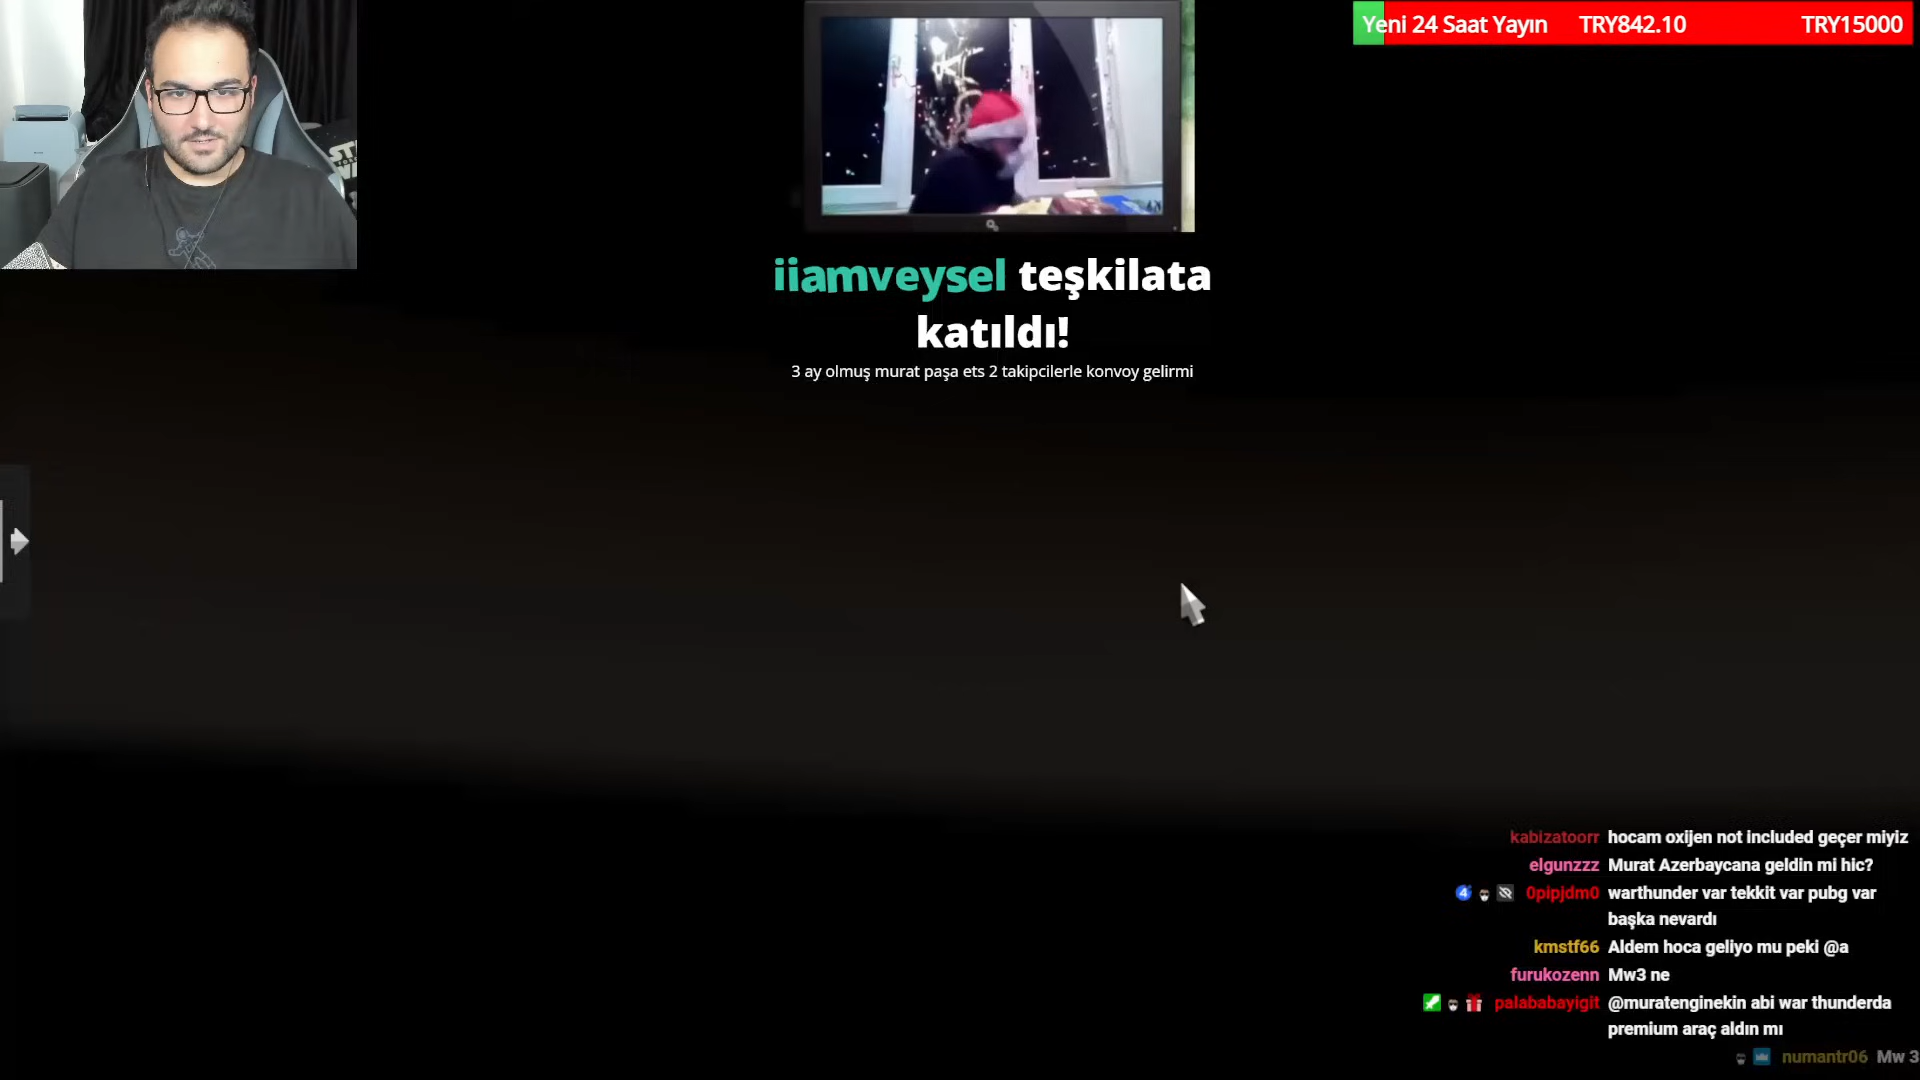 Yeni 24 Saat Yayın TRY842.10 TRY15000
iiamveysel teşkilata
katıldı!
3 ay olmuş murat paşa ets 2 takipcilerle konvoy gelirmi
kabizatoorr hocam oxijen not included geçer miyiz
elgunzzz Murat Azerbaycana geldin mi hic?
4 0pipjdm0 warthunder var tekkit var pubg var
başka nevardı
kmstf66 Aldem hoca geliyo mu peki @a
furukozenn Mw3 ne
palababayigit @muratenginekin abi war thunderda
premium araç aldın mı
numantr06 Mw 3